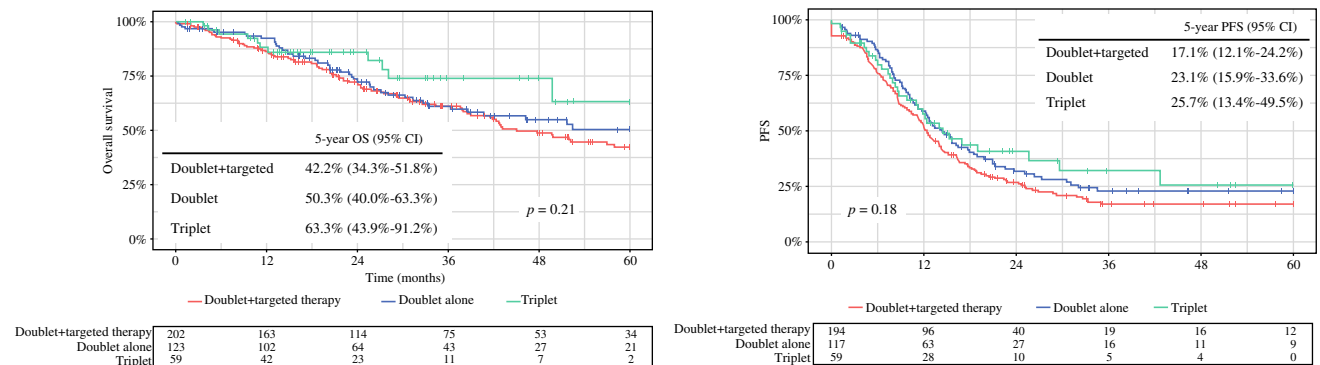 100%
75%
50%
25%
0%
Overall survival
5-year OS (95% CI)
Doublet+targeted 42.2% (34.3%-51.8%)
Doublet 50.3% (40.0%-63.3%)
Triplet 63.3% (43.9%-91.2%)
p = 0.21
0 12 24 36 48 60
Time (months)
Doublet+targeted therapy Doublet alone Triplet
Doublet+targeted therapy 202 163 114 75 53 34
Doublet alone 123 102 64 43 27 21
Triplet 59 42 23 11 7 2
100%
75%
50%
25%
0%
PFS
5-year PFS (95% CI)
Doublet+targeted 17.1% (12.1%-24.2%)
Doublet 23.1% (15.9%-33.6%)
Triplet 25.7% (13.4%-49.5%)
p = 0.18
0 12 24 36 48 60
Doublet+targeted therapy Doublet alone Triplet
Doublet+targeted therapy 194 96 40 19 16 12
Doublet alone 117 63 27 16 11 9
Triplet 59 28 10 5 4 0